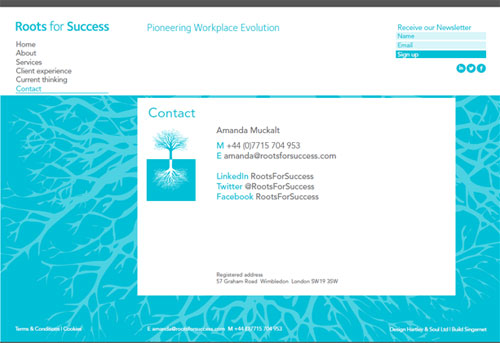 Roots for Success
Pioneering Workplace Evolution
Receive our Newsletter
Name
Email
Sign up
Home
About
Services
Client experience
Current thinking
Contact
Contact
Amanda Muckalt
M +44 (0)7715 704 953
E amanda@rootsforsuccess.com
LinkedIn RootsForSuccess
Twitter @RootsForSuccess
Facebook RootsForSuccess
Registered address
57 Graham Road Wimbledon London SW19 3SW
Terms & Conditions | Cookies
E amanda@rootsforsuccess.com M +44 (0)7715 704 953
Design Hartier & Soul Ltd | Build Singernet